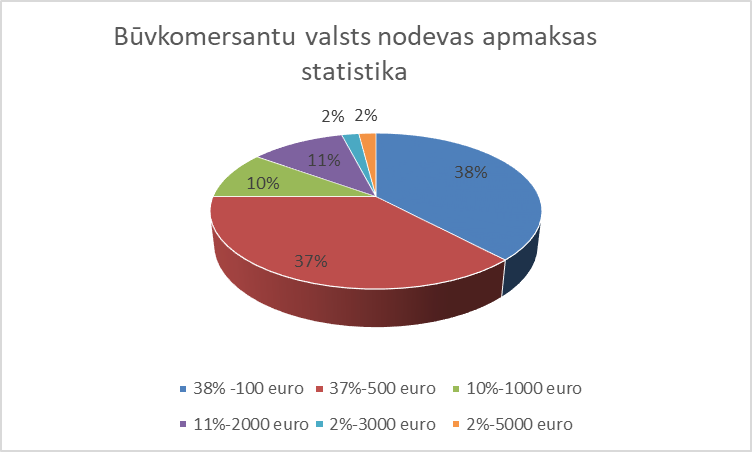 Būvkomersantu valsts nodevas apmaksas
statistika
2% 2%
38%
11%
10%
37%
38% -100 euro 37%-500 euro 10%-1000 euro
11%-2000 euro 2%-3000 euro 2%-5000 euro